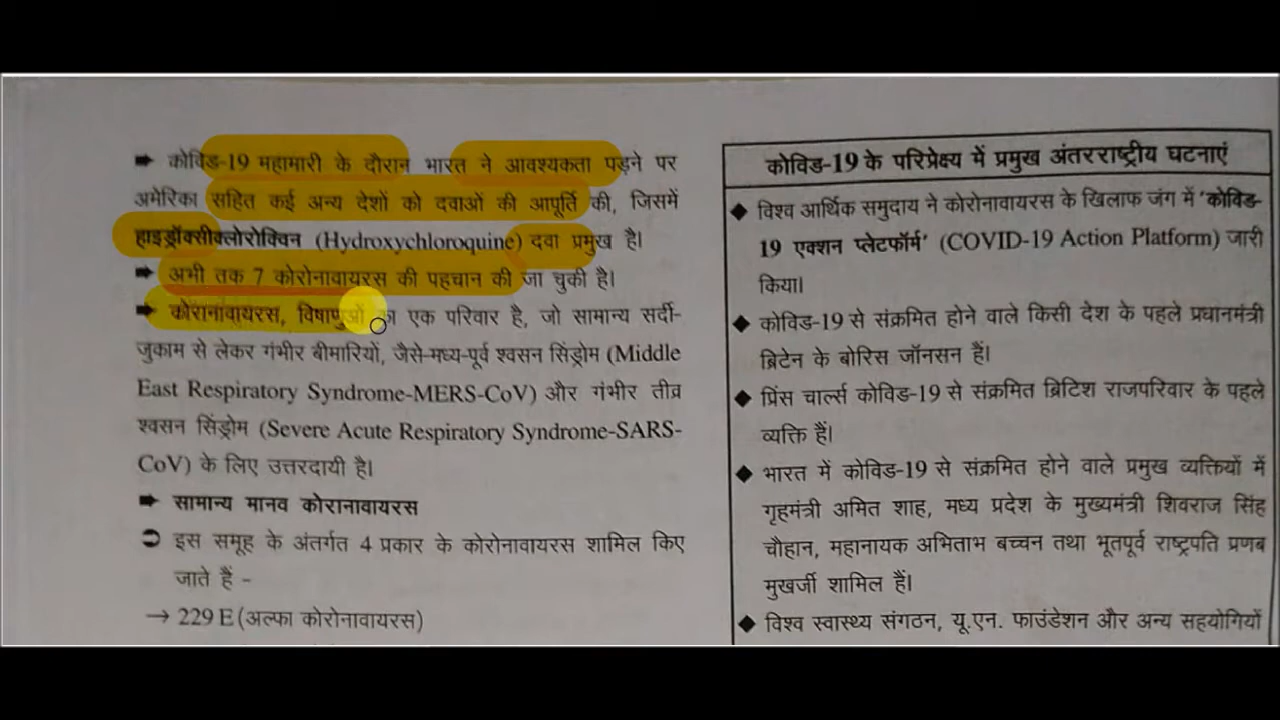 ➡ कोविड-19 महामारी के दौरान भारत ने आवश्यकता पड़ने पर
अमेरिका सहित कई अन्य देशों को दवाओं की आपूर्ति की, जिसमें
हाइड्रॉक्सीक्लोरोक्विन (Hydroxychloroquine) दवा प्रमुख है।
➡ अभी तक 7 कोरोनावायरस की पहचान की जा चुकी है।
➡ कोरानावायरस, विषाणुओं का एक परिवार है, जो सामान्य सर्दी-
जुकाम से लेकर गंभीर बीमारियों, जैसे-मध्य-पूर्व श्वसन सिंड्रोम (Middle
East Respiratory Syndrome-MERS-CoV) और गंभीर तीव्र
श्वसन सिंड्रोम (Severe Acute Respiratory Syndrome-SARS-
CoV) के लिए उत्तरदायी है।
➡ सामान्य मानव कोरानावायरस
➲ इस समूह के अंतर्गत 4 प्रकार के कोरोनावायरस शामिल किए
जाते हैं -
→ 229 E (अल्फा कोरोनावायरस)
कोविड-19 के परिप्रेक्ष्य में प्रमुख अंतरराष्ट्रीय घटनाएं
◆ विश्व आर्थिक समुदाय ने कोरोनावायरस के खिलाफ जंग में 'कोविड-
19 एक्शन प्लेटफॉर्म' (COVID-19 Action Platform) जारी
किया।
◆ कोविड-19 से संक्रमित होने वाले किसी देश के पहले प्रधानमंत्री
ब्रिटेन के बोरिस जॉनसन हैं।
◆ प्रिंस चार्ल्स कोविड-19 से संक्रमित ब्रिटिश राजपरिवार के पहले
व्यक्ति हैं।
◆ भारत में कोविड-19 से संक्रमित होने वाले प्रमुख व्यक्तियों में
गृहमंत्री अमित शाह, मध्य प्रदेश के मुख्यमंत्री शिवराज सिंह
चौहान, महानायक अमिताभ बच्चन तथा भूतपूर्व राष्ट्रपति प्रणब
मुखर्जी शामिल हैं।
◆ विश्व स्वास्थ्य संगठन, यू.एन. फाउंडेशन और अन्य सहयोगियों